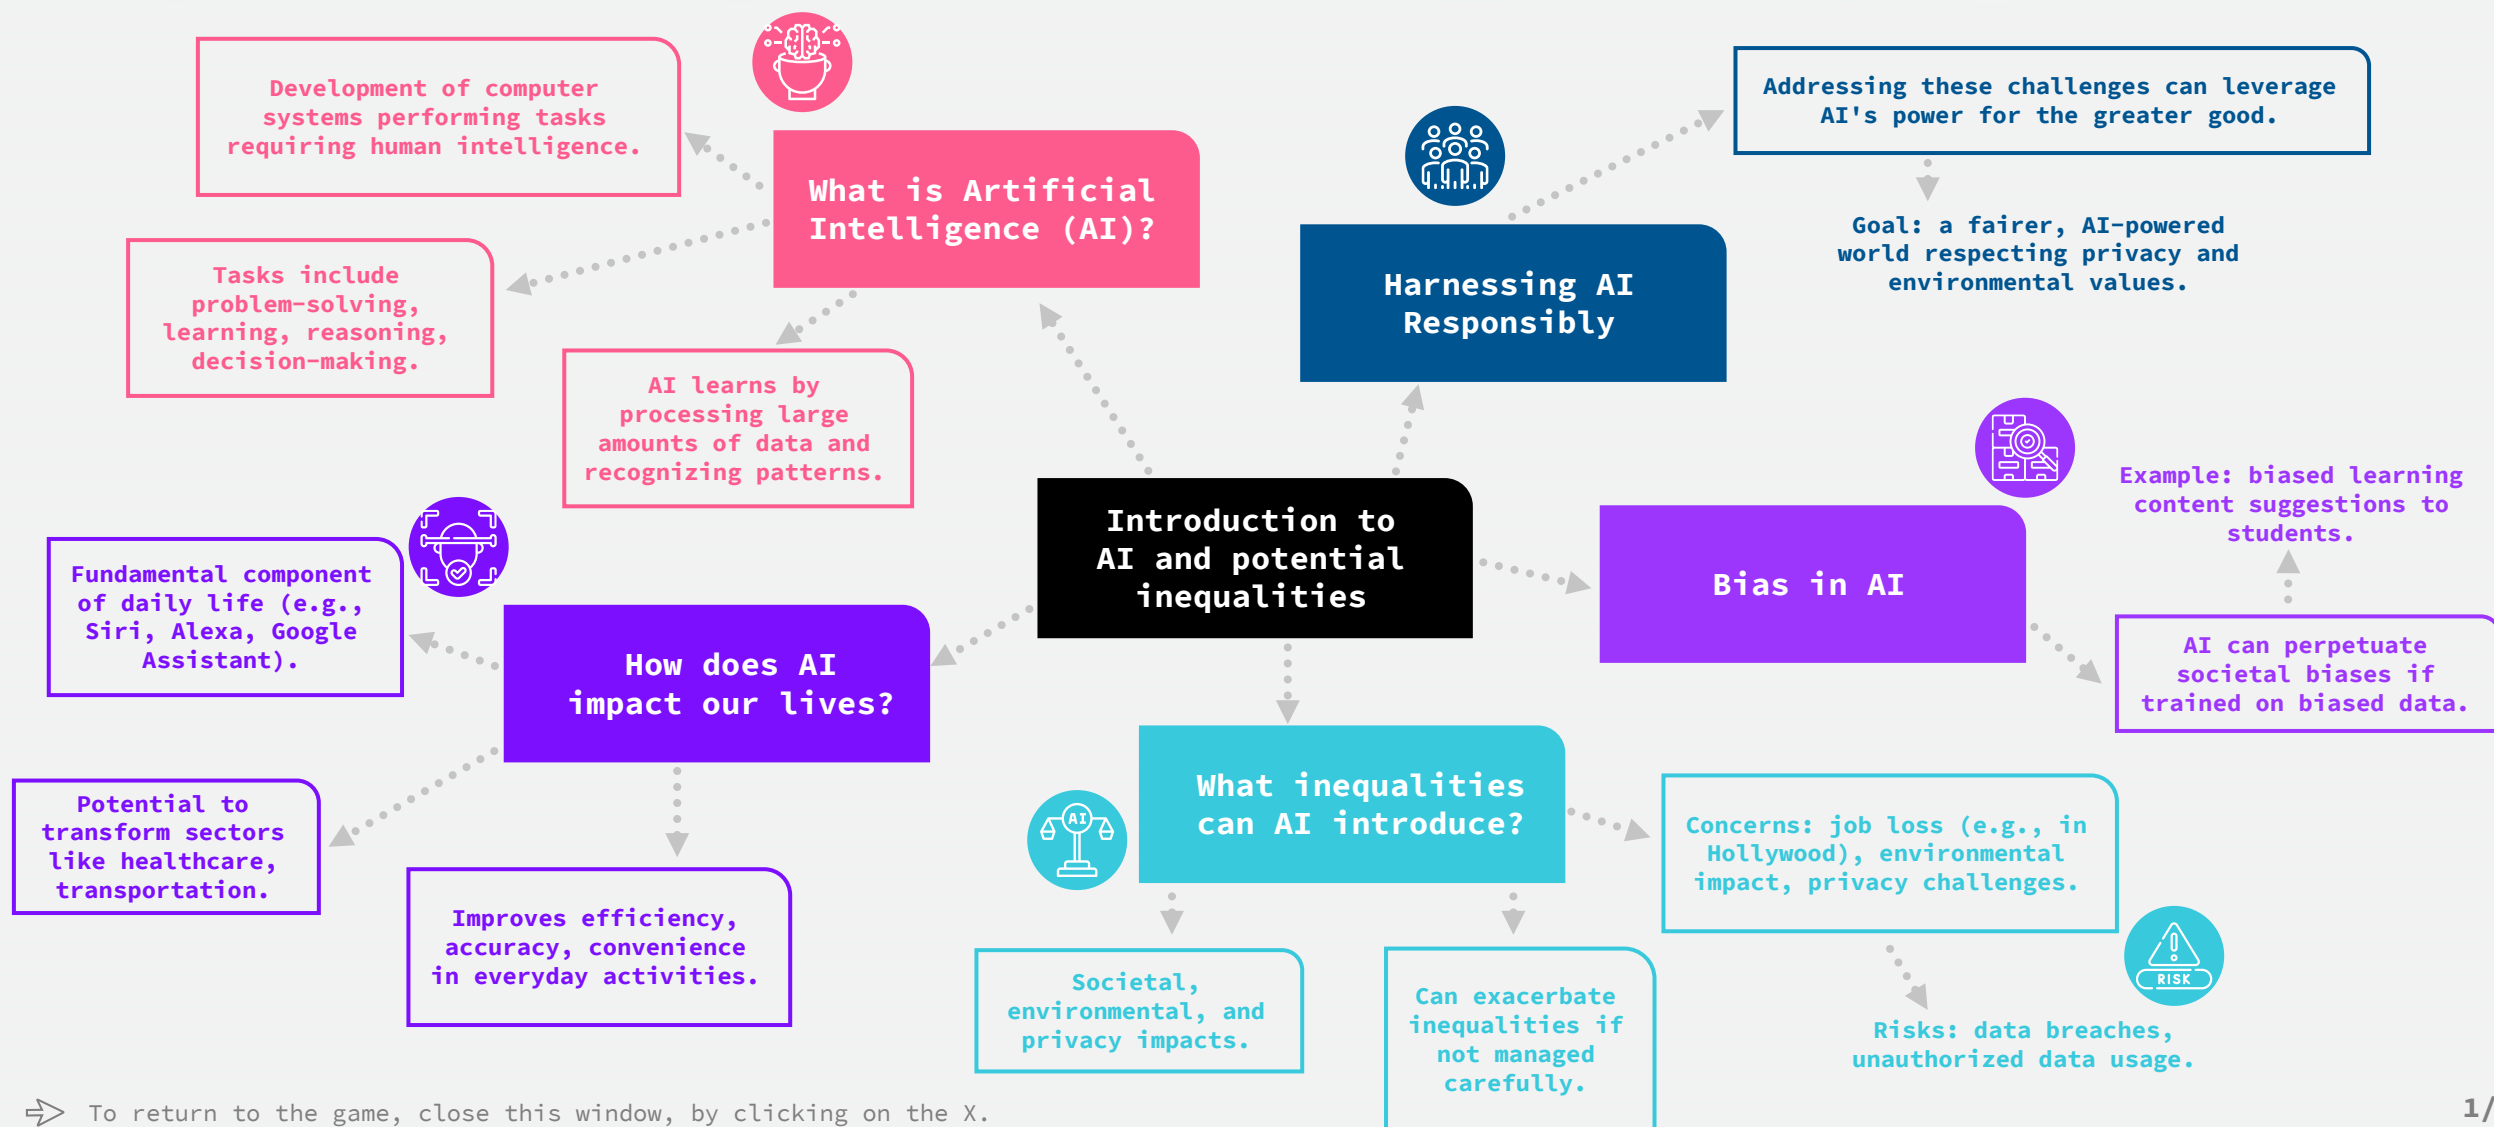 Development of computer
systems performing tasks
requiring human intelligence.
What is Artificial
Intelligence (AI)?
Tasks include
problem-solving,
learning, reasoning,
decision-making.
AI learns by
processing large
amounts of data and
recognizing patterns.
Harnessing AI
Responsibly
Addressing these challenges can leverage
AI's power for the greater good.
Goal: a fairer, AI-powered
world respecting privacy and
environmental values.
Introduction to
AI and potential
inequalities
Bias in AI
Example: biased learning
content suggestions to
students.
AI can perpetuate
societal biases if
trained on biased data.
Fundamental component
of daily life (e.g.,
Siri, Alexa, Google
Assistant).
How does AI
impact our lives?
Potential to
transform sectors
like healthcare,
transportation.
Improves efficiency,
accuracy, convenience
in everyday activities.
AI
What inequalities
can AI introduce?
Concerns: job loss (e.g., in
Hollywood), environmental
impact, privacy challenges.
Societal,
environmental, and
privacy impacts.
Can exacerbate
inequalities if
not managed
carefully.
RISK
Risks: data breaches,
unauthorized data usage.
To return to the game, close this window, by clicking on the X.
1/